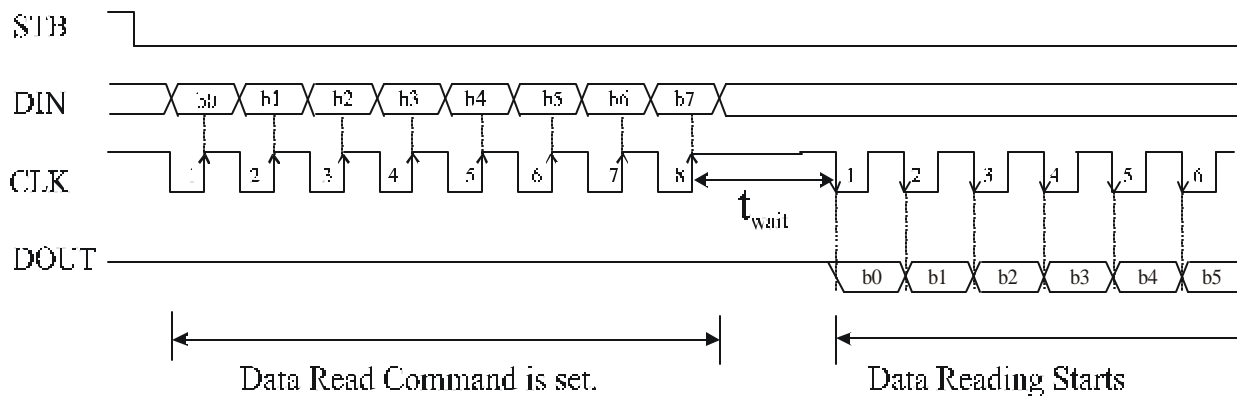 STB
DIN b0 b1 b2 b3 b4 b5 b6 b7
CLK 1 2 3 4 5 6 7 8 1 2 3 4 5 6
twait
DOUT b0 b1 b2 b3 b4 b5
Data Read Command is set. Data Reading Starts